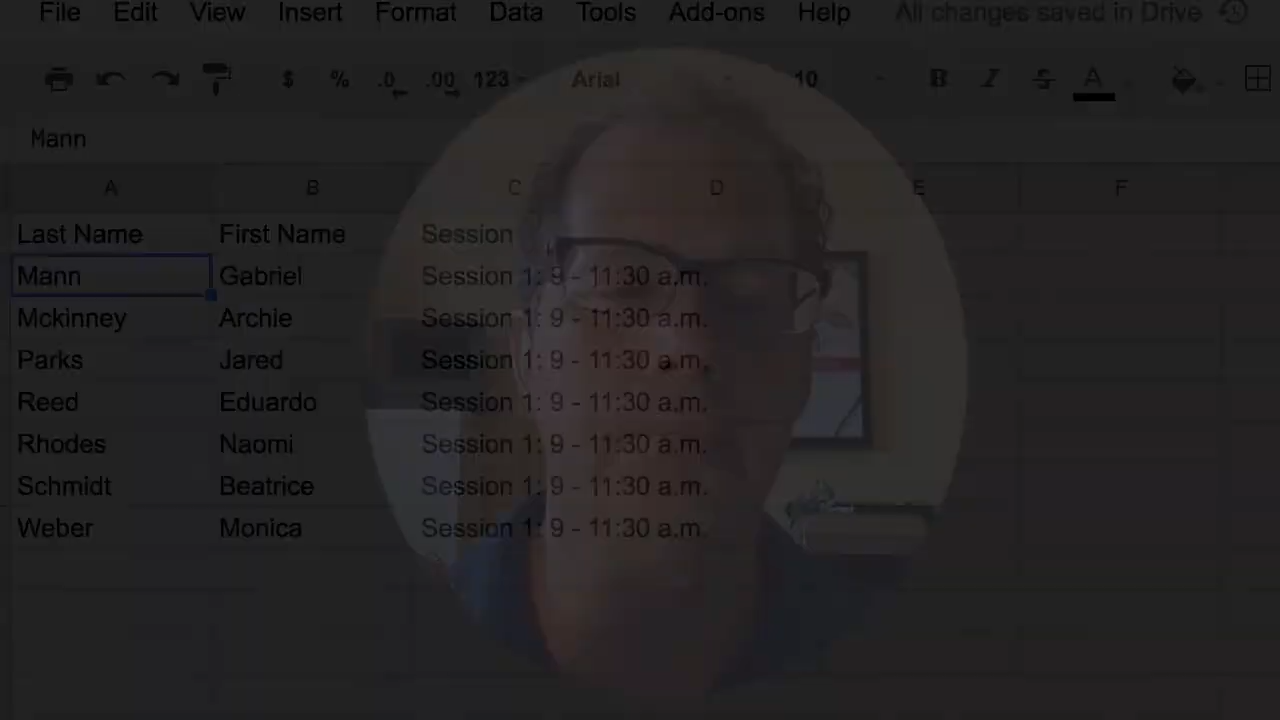 File Edit View Insert Format Data Tools Add-ons Help All changes saved in Drive
$ % .0 .00 123 Arial 10 B I S A
Mann
A B C D E F
Last Name First Name Session
Mann Gabriel Session 1: 9 - 11:30 a.m.
Mckinney Archie Session 1: 9 - 11:30 a.m.
Parks Jared Session 1: 9 - 11:30 a.m.
Reed Eduardo Session 1: 9 - 11:30 a.m.
Rhodes Naomi Session 1: 9 - 11:30 a.m.
Schmidt Beatrice Session 1: 9 - 11:30 a.m.
Weber Monica Session 1: 9 - 11:30 a.m.